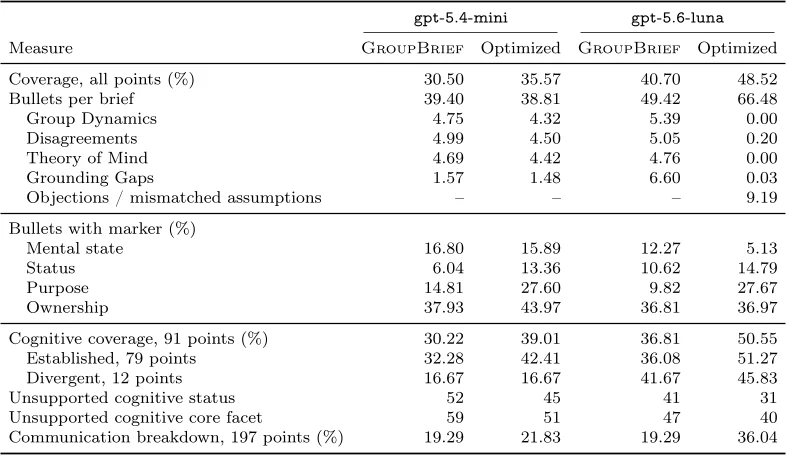 gpt-5.4-mini gpt-5.6-luna
Measure GROUPBRIEF Optimized GROUPBRIEF Optimized
Coverage, all points (%) 30.50 35.57 40.70 48.52
Bullets per brief 39.40 38.81 49.42 66.48
Group Dynamics 4.75 4.32 5.39 0.00
Disagreements 4.99 4.50 5.05 0.20
Theory of Mind 4.69 4.42 4.76 0.00
Grounding Gaps 1.57 1.48 6.60 0.03
Objections / mismatched assumptions – – – 9.19
Bullets with marker (%)
Mental state 16.80 15.89 12.27 5.13
Status 6.04 13.36 10.62 14.79
Purpose 14.81 27.60 9.82 27.67
Ownership 37.93 43.97 36.81 36.97
Cognitive coverage, 91 points (%) 30.22 39.01 36.81 50.55
Established, 79 points 32.28 42.41 36.08 51.27
Divergent, 12 points 16.67 16.67 41.67 45.83
Unsupported cognitive status 52 45 41 31
Unsupported cognitive core facet 59 51 47 40
Communication breakdown, 197 points (%) 19.29 21.83 19.29 36.04